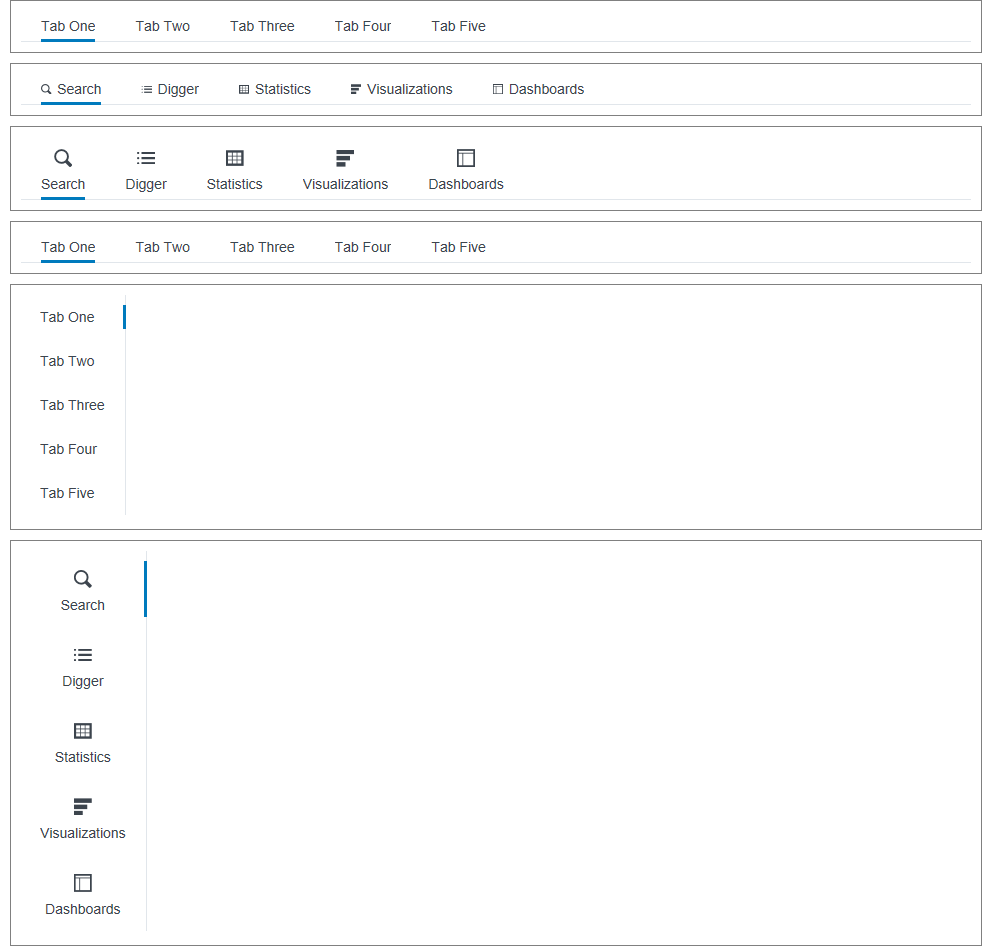 Tab One Tab Two Tab Three Tab Four Tab Five
Search Digger Statistics Visualizations Dashboards
Search Digger Statistics Visualizations Dashboards
Tab One Tab Two Tab Three Tab Four Tab Five
Tab One
Tab Two
Tab Three
Tab Four
Tab Five
Search
Digger
Statistics
Visualizations
Dashboards